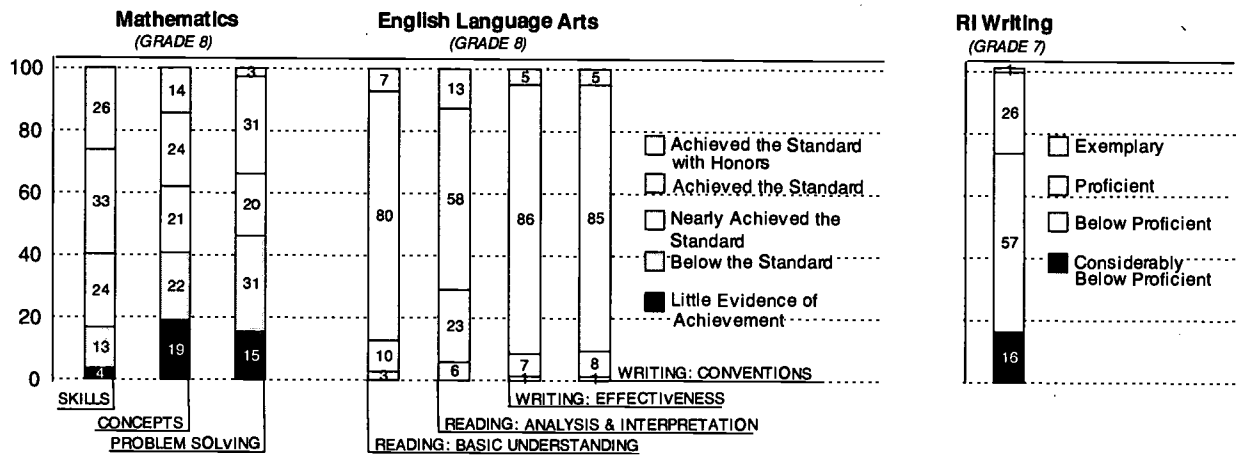 Mathematics
(GRADE 8)
English Language Arts
(GRADE 8)
RI Writing
(GRADE 7)
100
80
60
40
20
0
26
33
24
13
4
14
24
21
22
19
3
31
20
31
15
7
80
10
3
13
58
23
6
5
86
7
1
5
85
8
1
Achieved the Standard
with Honors
Achieved the Standard
Nearly Achieved the
Standard
Below the Standard
Little Evidence of
Achievement
1
26
57
16
Exemplary
Proficient
Below Proficient
Considerably
Below Proficient
SKILLS
CONCEPTS
PROBLEM SOLVING
WRITING: CONVENTIONS
WRITING: EFFECTIVENESS
READING: ANALYSIS & INTERPRETATION
READING: BASIC UNDERSTANDING